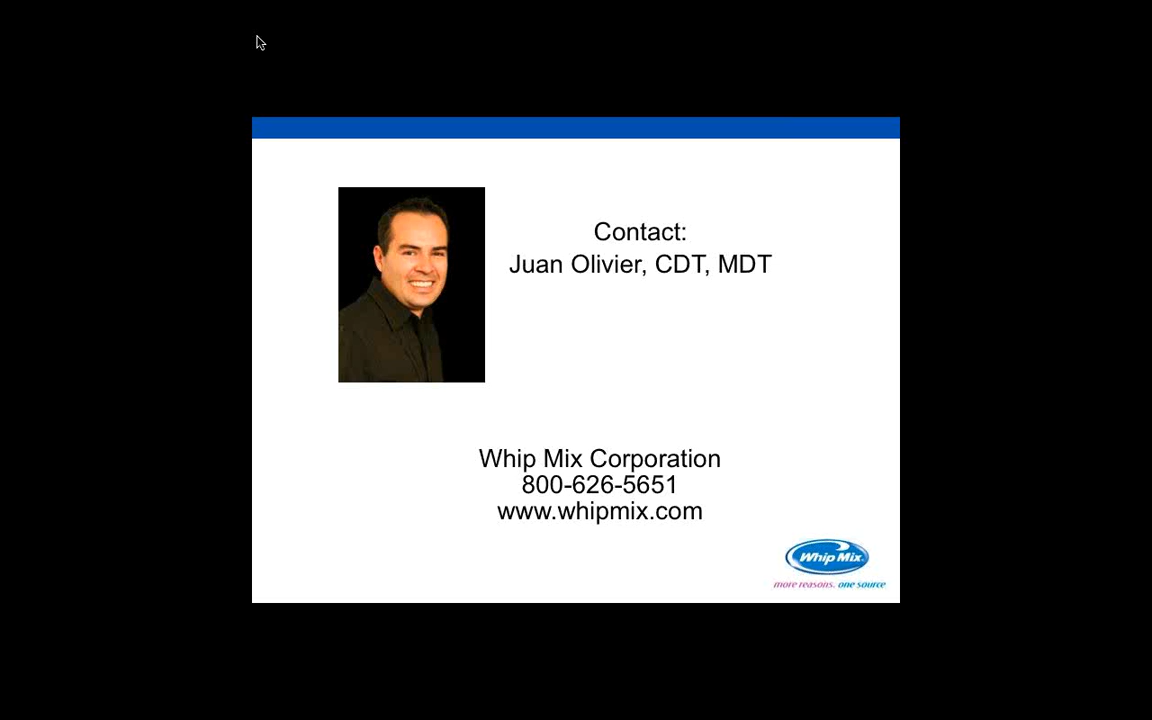 Contact:
Juan Olivier, CDT, MDT
Whip Mix Corporation
800-626-5651
www.whipmix.com
Whip Mix
more reasons. one source